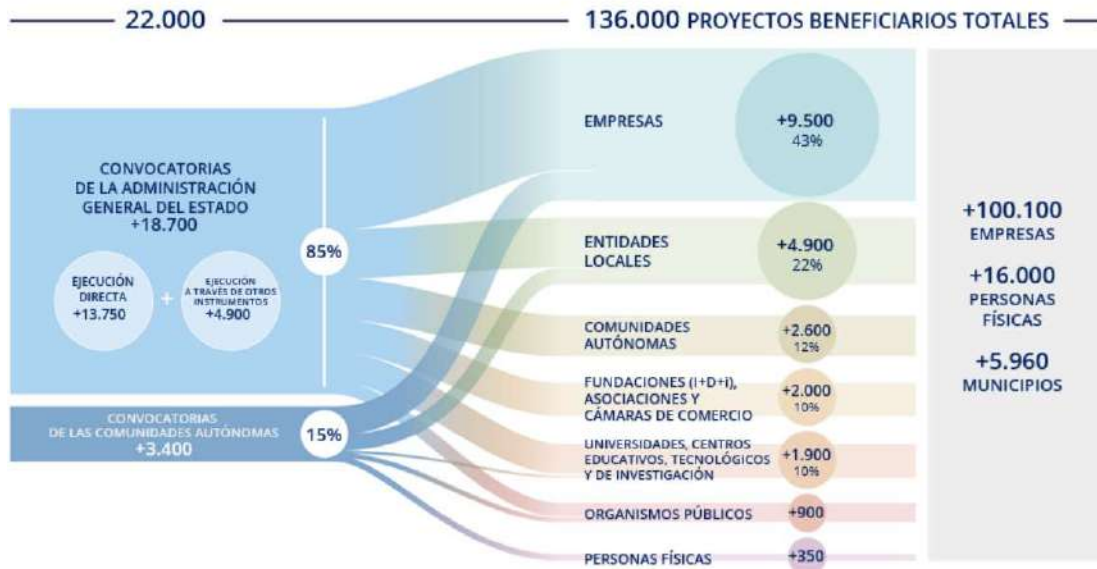 22.000
136.000 PROYECTOS BENEFICIARIOS TOTALES
CONVOCATORIAS
DE LA ADMINISTRACIÓN
GENERAL DEL ESTADO
+18.700
EJECUCIÓN
DIRECTA
+13.750
+
EJECUCIÓN
A TRAVÉS DE OTROS
INSTRUMENTOS
+4.900
85%
CONVOCATORIAS
DE LAS COMUNIDADES AUTÓNOMAS
+3.400
15%
EMPRESAS
+9.500
43%
ENTIDADES
LOCALES
+4.900
22%
COMUNIDADES
AUTÓNOMAS
+2.600
12%
FUNDACIONES (I+D+i),
ASOCIACIONES Y
CÁMARAS DE COMERCIO
+2.000
10%
UNIVERSIDADES, CENTROS
EDUCATIVOS, TECNOLÓGICOS
Y DE INVESTIGACIÓN
+1.900
10%
ORGANISMOS PÚBLICOS
+900
PERSONAS FÍSICAS
+350
+100.100
EMPRESAS
+16.000
PERSONAS
FÍSICAS
+5.960
MUNICIPIOS